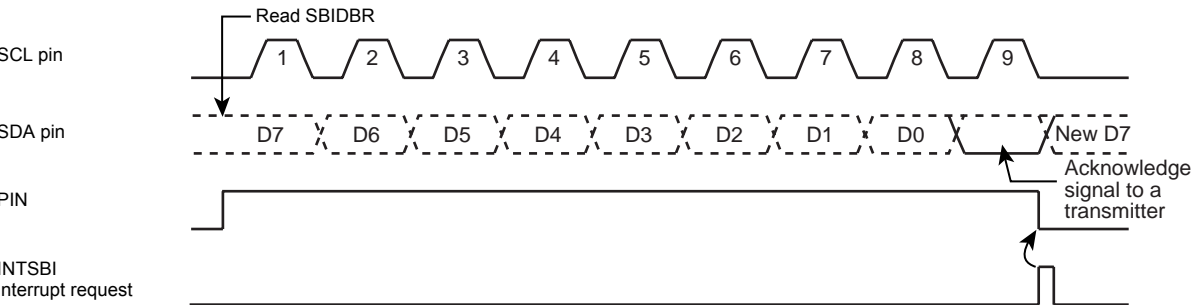 Read SBIDBR
SCL pin
1 2 3 4 5 6 7 8 9
SDA pin
D7 D6 D5 D4 D3 D2 D1 D0 New D7
Acknowledge
signal to a
transmitter
PIN
INTSBI
interrupt request